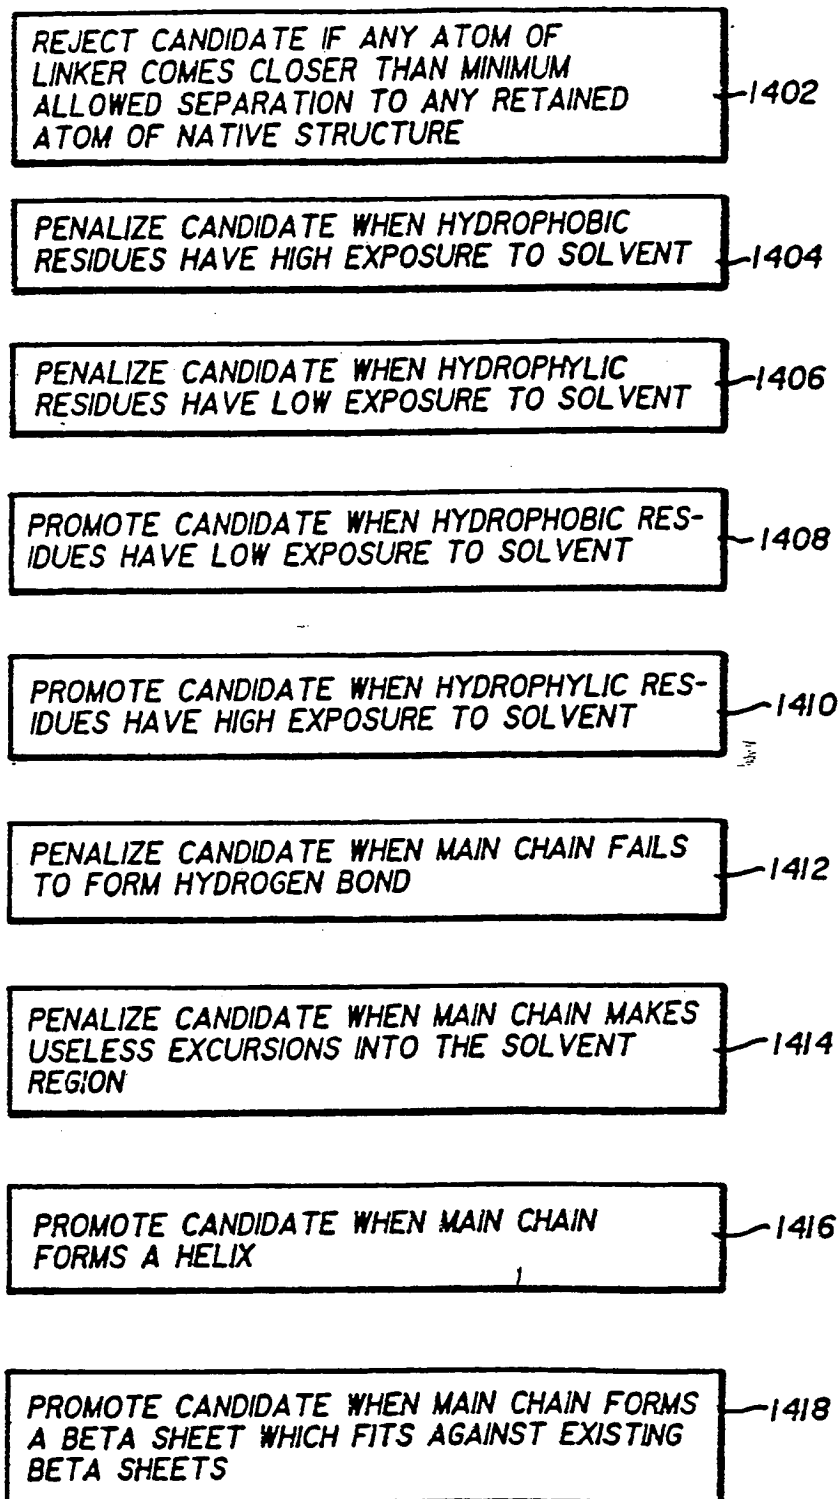 REJECT CANDIDATE IF ANY ATOM OF
LINKER COMES CLOSER THAN MINIMUM
ALLOWED SEPARATION TO ANY RETAINED
ATOM OF NATIVE STRUCTURE
1402
PENALIZE CANDIDATE WHEN HYDROPHOBIC
RESIDUES HAVE HIGH EXPOSURE TO SOLVENT
1404
PENALIZE CANDIDATE WHEN HYDROPHYLIC
RESIDUES HAVE LOW EXPOSURE TO SOLVENT
1406
PROMOTE CANDIDATE WHEN HYDROPHOBIC RES-
IDUES HAVE LOW EXPOSURE TO SOLVENT
1408
PROMOTE CANDIDATE WHEN HYDROPHYLIC RES-
IDUES HAVE HIGH EXPOSURE TO SOLVENT
1410
PENALIZE CANDIDATE WHEN MAIN CHAIN FAILS
TO FORM HYDROGEN BOND
1412
PENALIZE CANDIDATE WHEN MAIN CHAIN MAKES
USELESS EXCURSIONS INTO THE SOLVENT
REGION
1414
PROMOTE CANDIDATE WHEN MAIN CHAIN
FORMS A HELIX
1416
PROMOTE CANDIDATE WHEN MAIN CHAIN FORMS
A BETA SHEET WHICH FITS AGAINST EXISTING
BETA SHEETS
1418